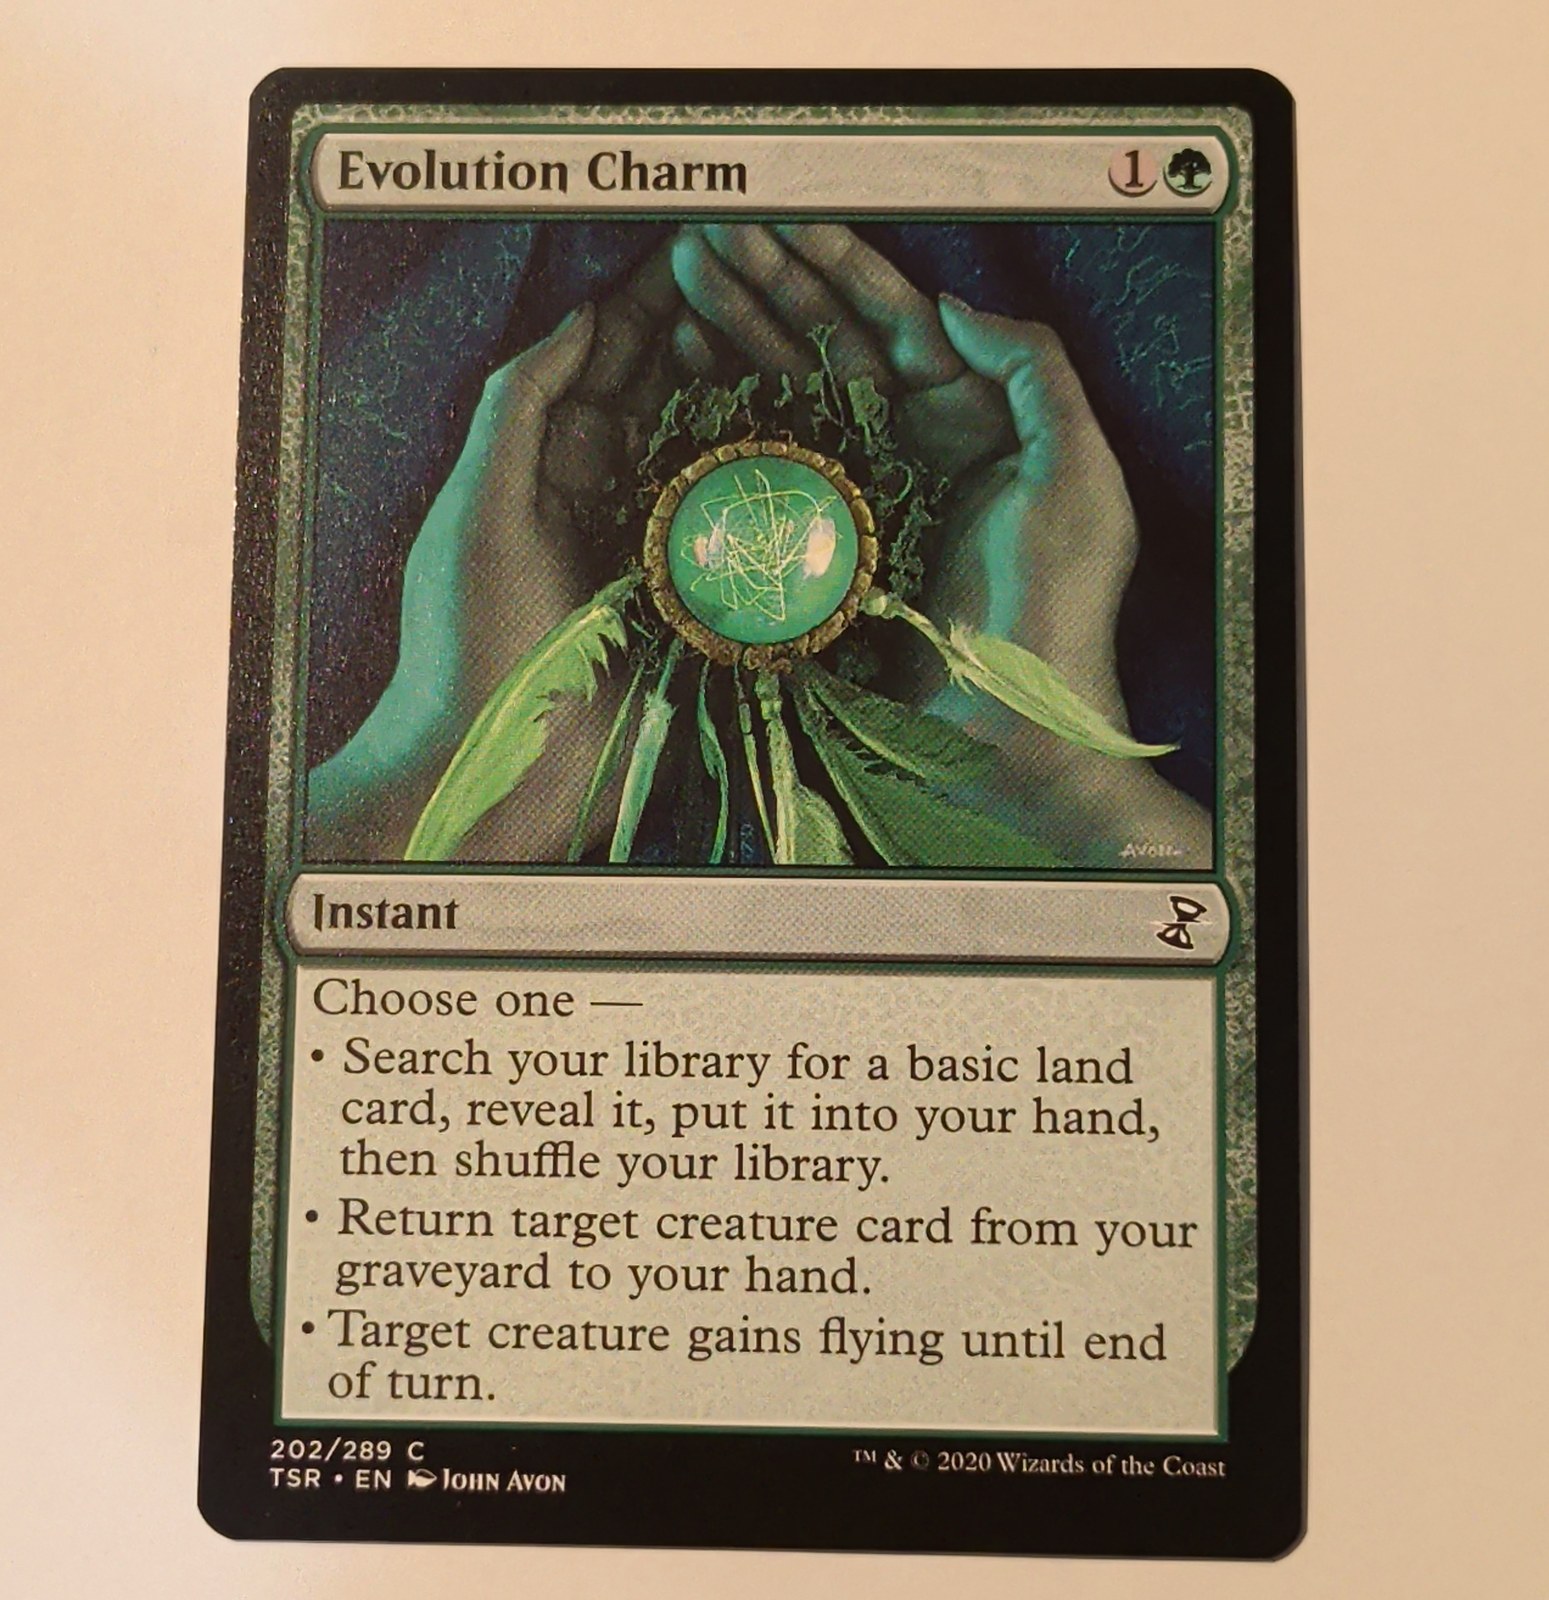 Evolution Charm 1
AVON
Instant
Choose one —
• Search your library for a basic land
card, reveal it, put it into your hand,
then shuffle your library.
• Return target creature card from your
graveyard to your hand.
• Target creature gains flying until end
of turn.
202/289 C
TSR • EN JOHN AVON
™ & © 2020 Wizards of the Coast